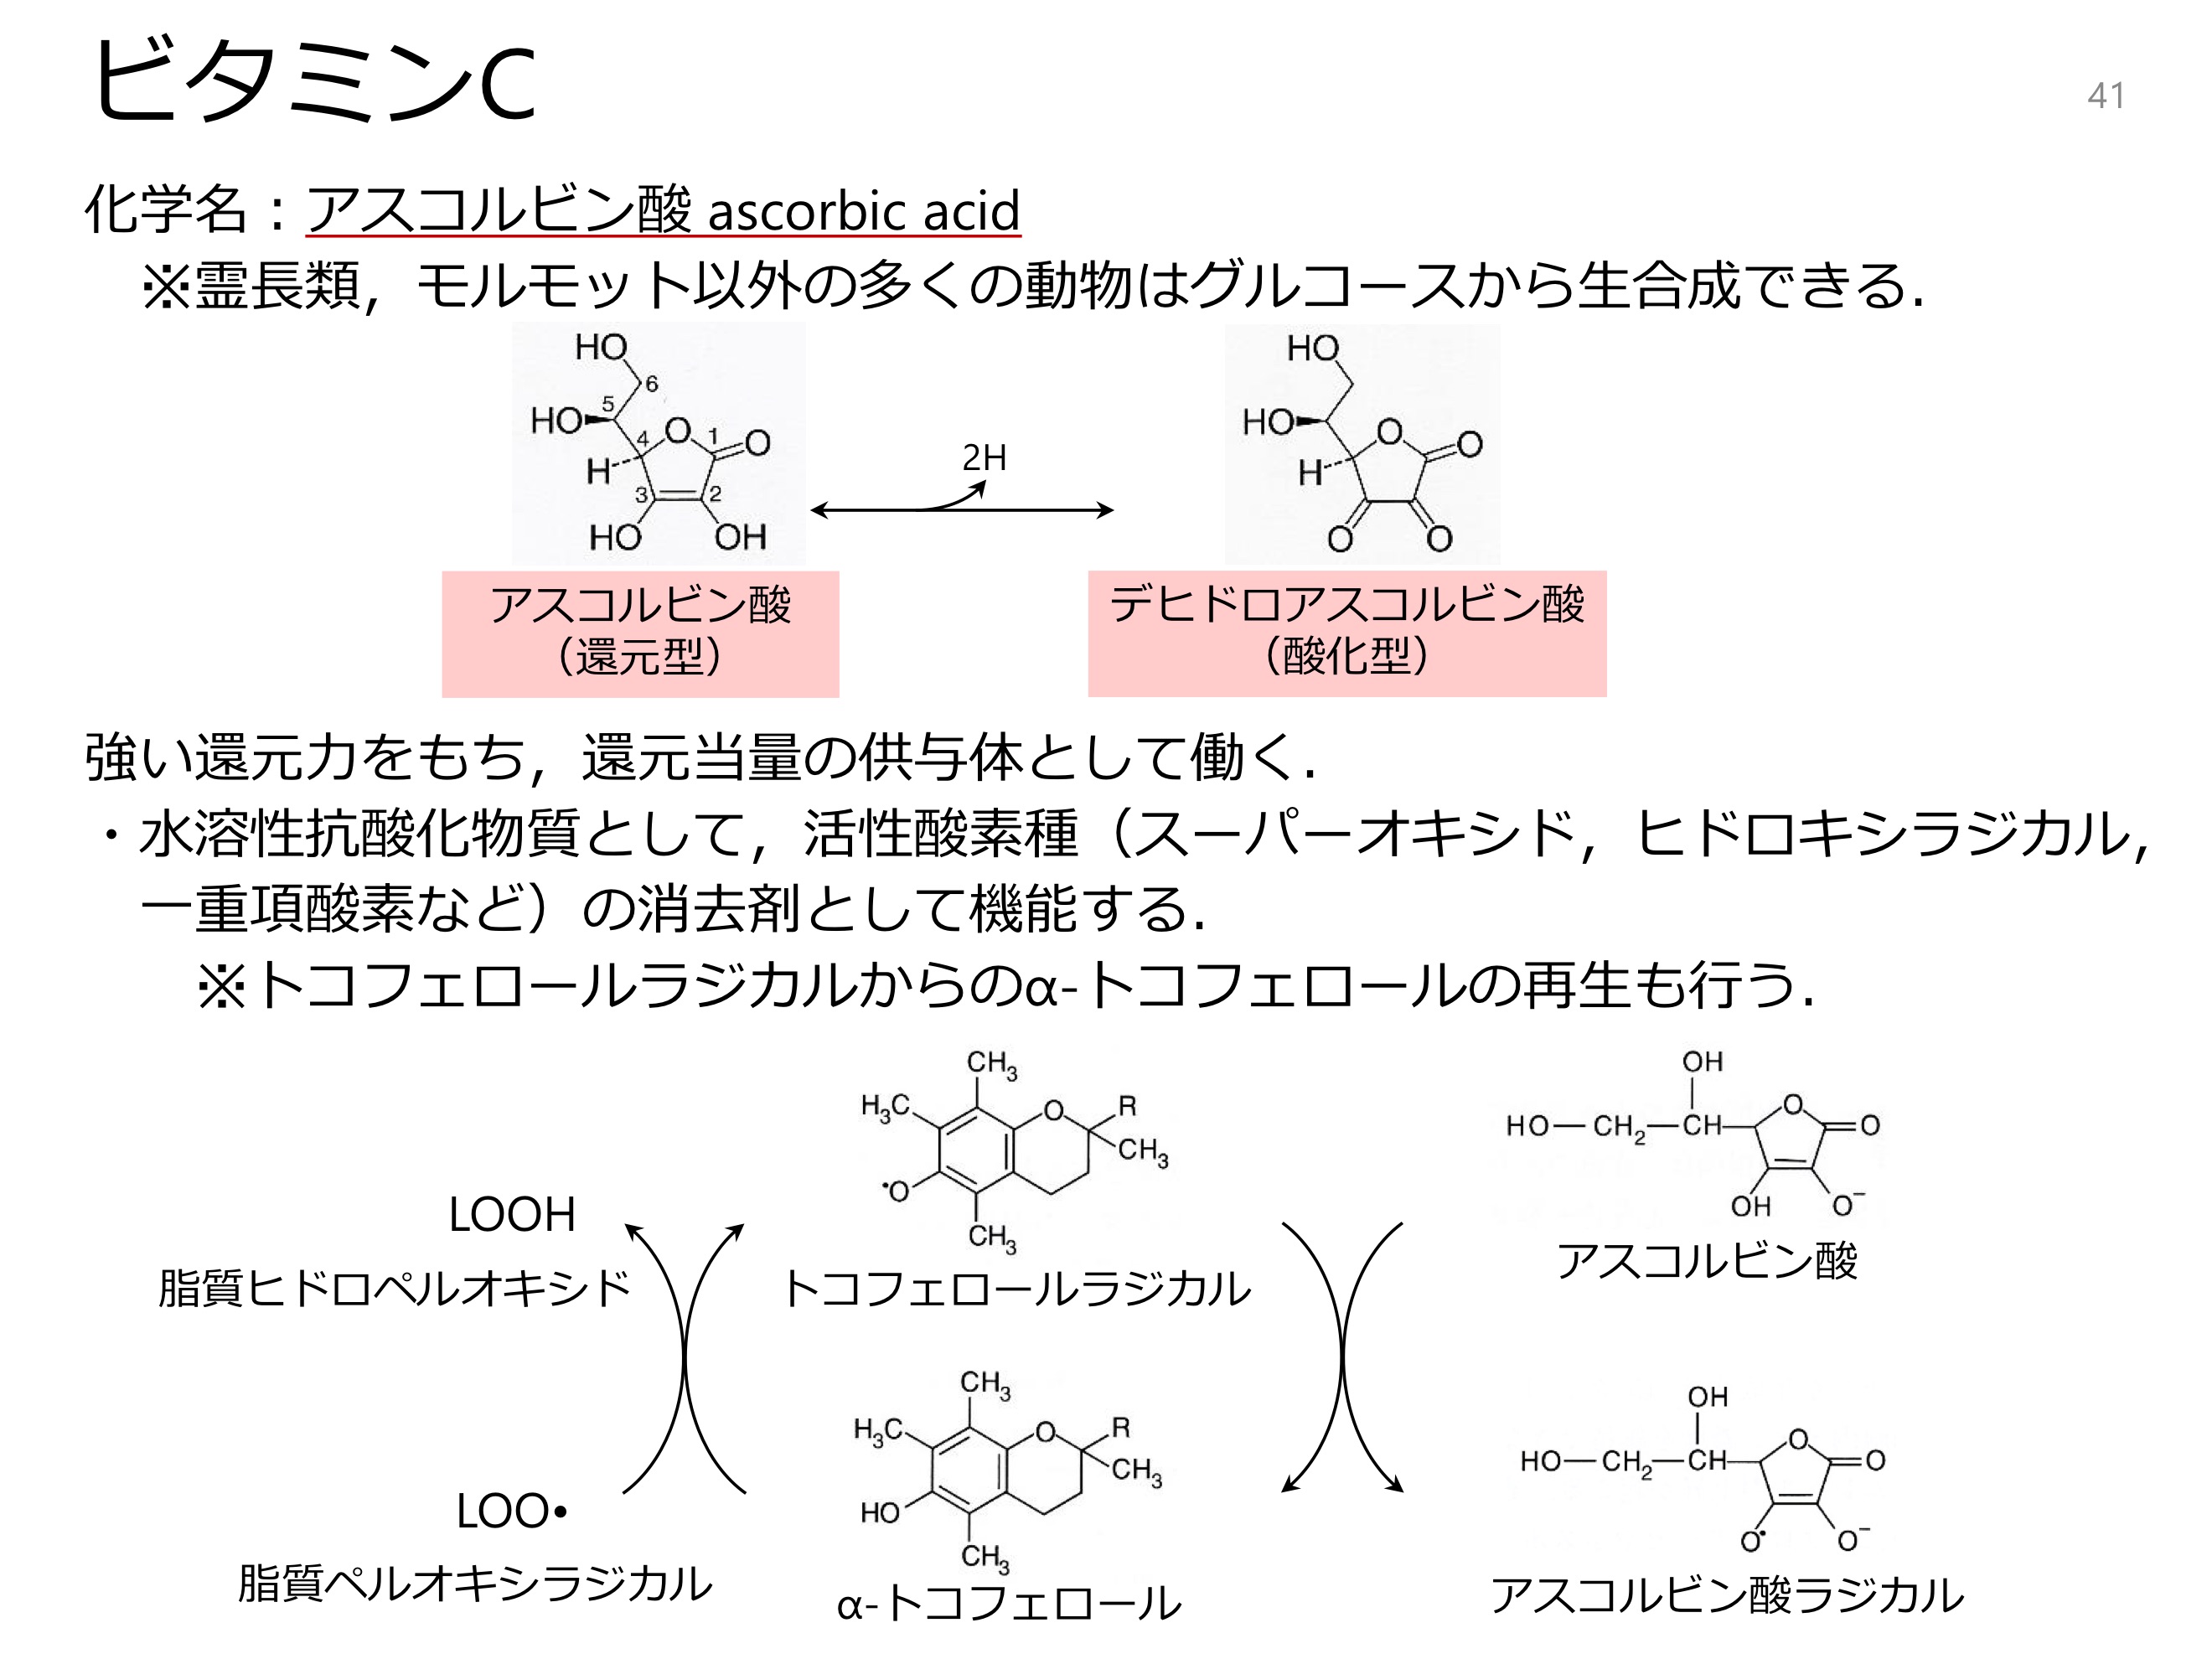 ビタミンC
41
化学名：アスコルビン酸 ascorbic acid
※霊長類，モルモット以外の多くの動物はグルコースから生合成できる．
HO
6
5
HO
4
O
1
O
H
3
2
HO
OH
2H
HO
HO
O
O
H
O
O
アスコルビン酸
（還元型）
デヒドロアスコルビン酸
（酸化型）
強い還元力をもち，還元当量の供与体として働く．
・水溶性抗酸化物質として，活性酸素種（スーパーオキシド，ヒドロキシラジカル，
一重項酸素など）の消去剤として機能する．
※トコフェロールラジカルからのα-トコフェロールの再生も行う．
LOOH
脂質ヒドロペルオキシド
CH3
H3C
O
R
CH3
•O
CH3
トコフェロールラジカル
OH
HO—CH2—CH
O
O
OH
O−
アスコルビン酸
LOO•
脂質ペルオキシラジカル
CH3
H3C
O
R
CH3
HO
CH3
α-トコフェロール
OH
HO—CH2—CH
O
O
O•
O−
アスコルビン酸ラジカル